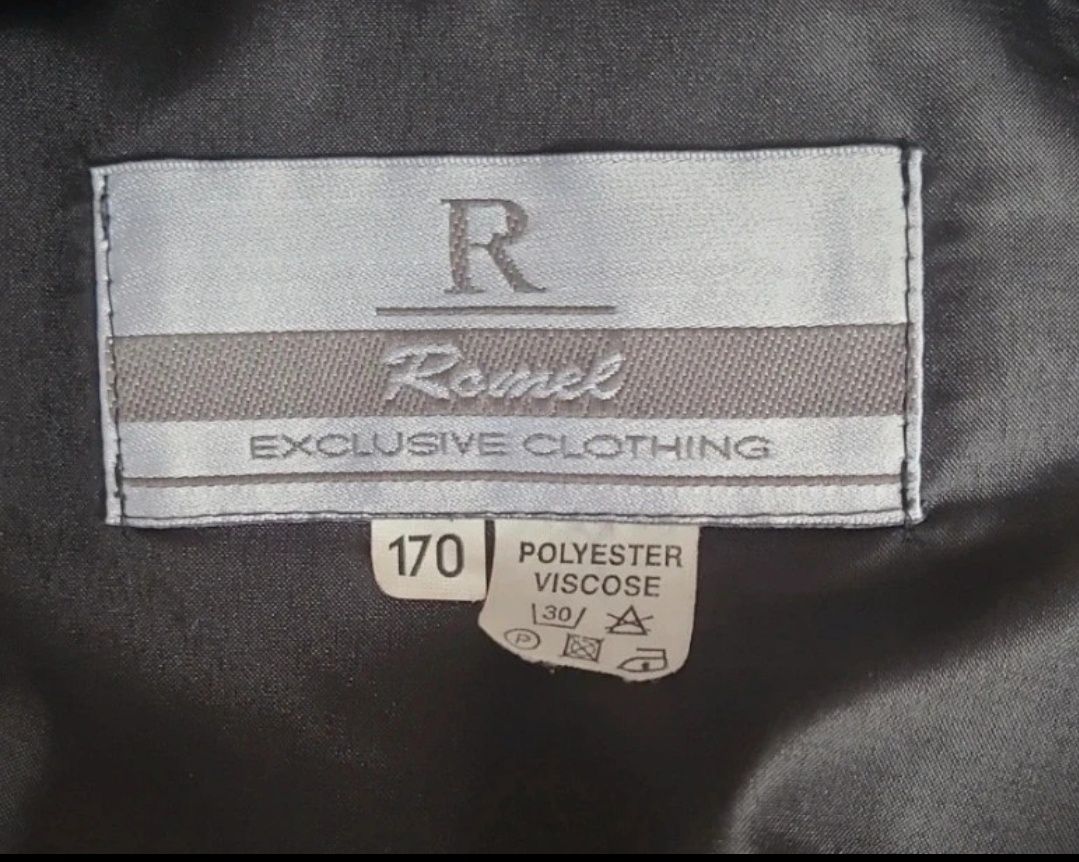 R
Romel
EXCLUSIVE CLOTHING
170
POLYESTER
VISCOSE
30
P